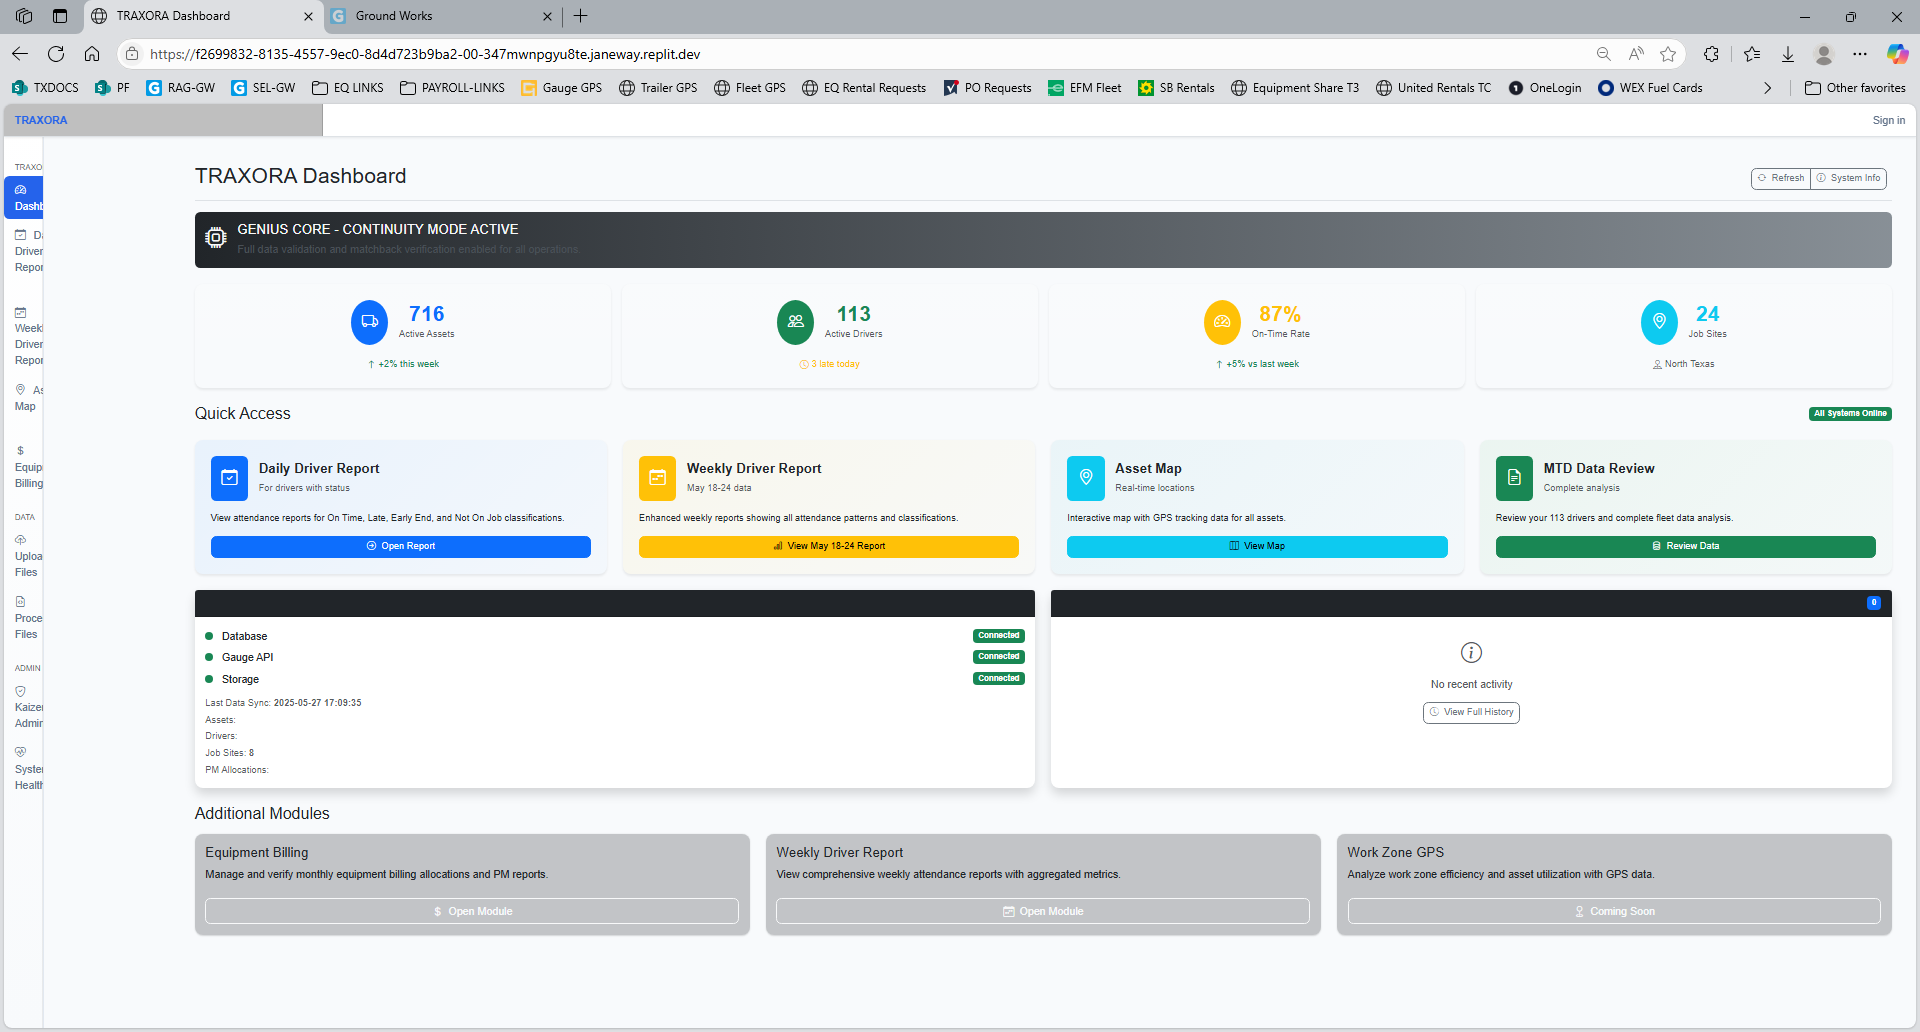 TRAXORA Dashboard
Ground Works
https://f2699832-8135-4557-9ec0-8d4d723b9ba2-00-347mwnpgyu8te.janeway.replit.dev
TXDOCS
PF
RAG-GW
SEL-GW
EQ LINKS
PAYROLL-LINKS
Gauge GPS
Trailer GPS
Fleet GPS
EQ Rental Requests
PO Requests
EFM Fleet
SB Rentals
Equipment Share T3
United Rentals TC
OneLogin
WEX Fuel Cards
Other favorites
TRAXORA
Sign in
TRAXO
Dashb
Da
Driver
Repor
Weekl
Driver
Repor
As
Map
$
Equip
Billing
DATA
Uploa
Files
Proce
Files
ADMIN
Kaizen
Admin
Syster
Health
TRAXORA Dashboard
Refresh
System Info
GENIUS CORE - CONTINUITY MODE ACTIVE
Full data validation and matchback verification enabled for all operations
716
Active Assets
↑ +2% this week
113
Active Drivers
3 late today
87%
On-Time Rate
↑ +5% vs last week
24
Job Sites
North Texas
Quick Access
All Systems Online
Daily Driver Report
For drivers with status
View attendance reports for On Time, Late, Early End, and Not On Job classifications.
Open Report
Weekly Driver Report
May 18-24 data
Enhanced weekly reports showing all attendance patterns and classifications.
View May 18-24 Report
Asset Map
Real-time locations
Interactive map with GPS tracking data for all assets.
View Map
MTD Data Review
Complete analysis
Review your 113 drivers and complete fleet data analysis.
Review Data
Database
Connected
Gauge API
Connected
Storage
Connected
Last Data Sync: 2025-05-27 17:09:35
Assets:
Drivers:
Job Sites: 8
PM Allocations:
0
No recent activity
View Full History
Additional Modules
Equipment Billing
Manage and verify monthly equipment billing allocations and PM reports.
$ Open Module
Weekly Driver Report
View comprehensive weekly attendance reports with aggregated metrics.
Open Module
Work Zone GPS
Analyze work zone efficiency and asset utilization with GPS data.
Coming Soon